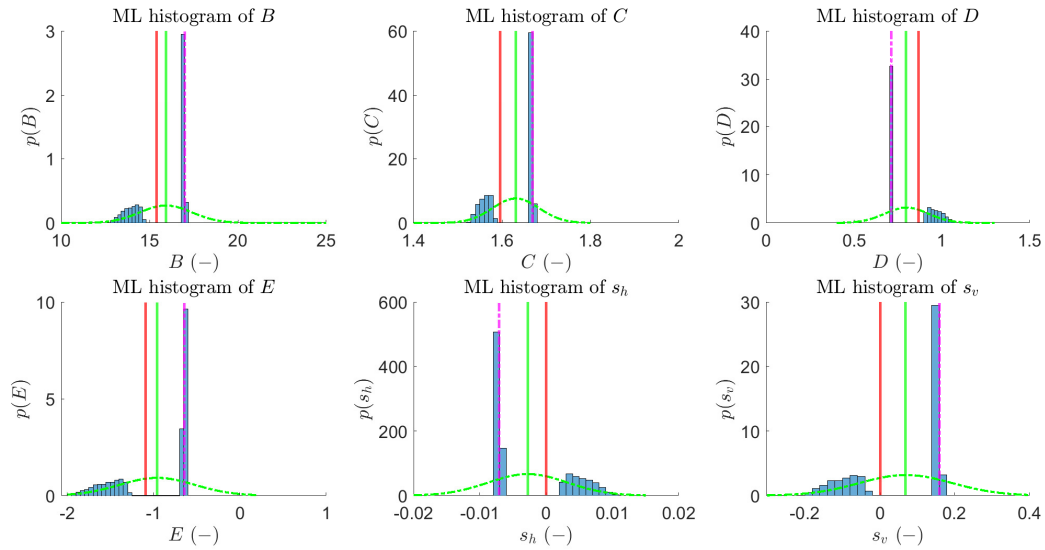 ML histogram of B
3
2
1
0
p(B)
10
15
20
25
B (−)
ML histogram of C
60
40
20
0
p(C)
1.4
1.6
1.8
2
C (−)
ML histogram of D
40
30
20
10
0
p(D)
0
0.5
1
1.5
D (−)
ML histogram of E
10
5
0
p(E)
-2
-1
0
1
E (−)
ML histogram of s_h
600
400
200
0
p(s_h)
-0.02
-0.01
0
0.01
0.02
s_h (−)
ML histogram of s_v
30
20
10
0
p(s_v)
-0.2
0
0.2
0.4
s_v (−)